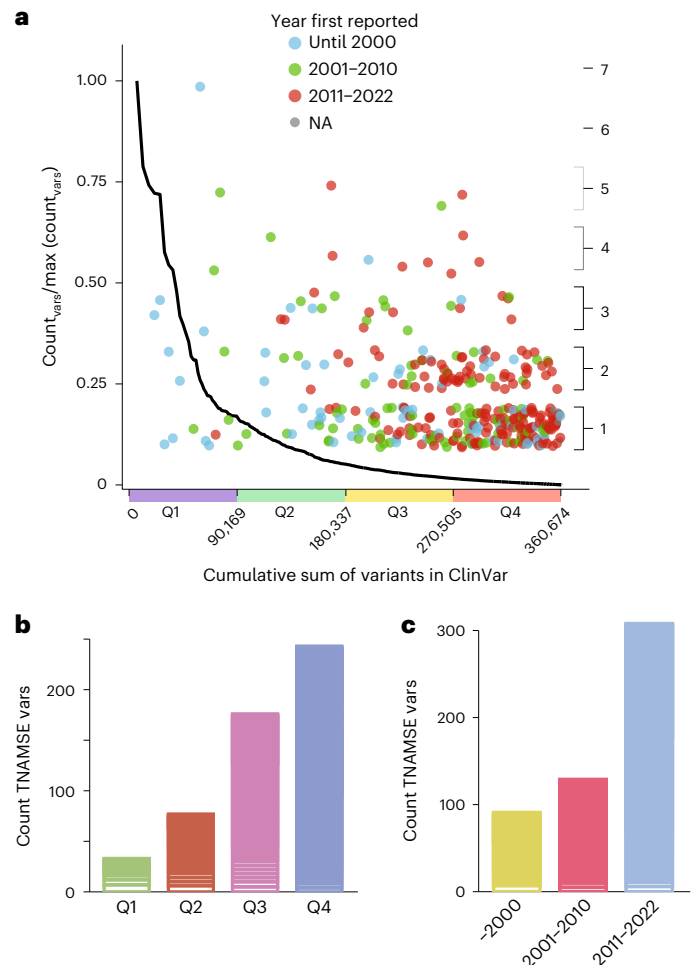 a
Year first reported
Until 2000
2001–2010
2011–2022
NA
Count_vars/max (count_vars)
1.00
0.75
0.50
0.25
0
7
6
5
4
3
2
1
Q1
Q2
Q3
Q4
0
90,169
180,337
270,505
360,674
Cumulative sum of variants in ClinVar
b
Count TNAMSE vars
200
100
0
Q1
Q2
Q3
Q4
c
Count TNAMSE vars
300
200
100
0
–2000
2001–2010
2011–2022